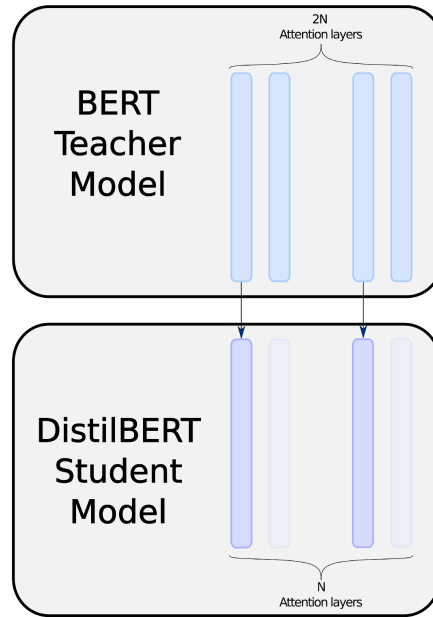 2N
Attention layers
BERT
Teacher
Model
DistilBERT
Student
Model
N
Attention layers